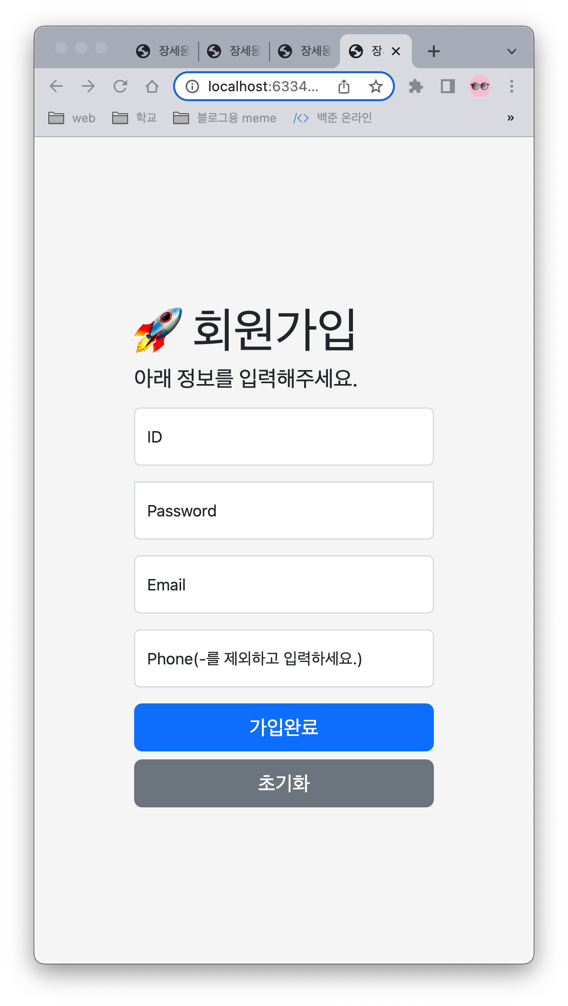 장세용 장세용 장세용 장
localhost:6334...
web 학교 블로그용 meme 백준 온라인 »
🚀 회원가입
아래 정보를 입력해주세요.
ID
Password
Email
Phone(-를 제외하고 입력하세요.)
가입완료
초기화